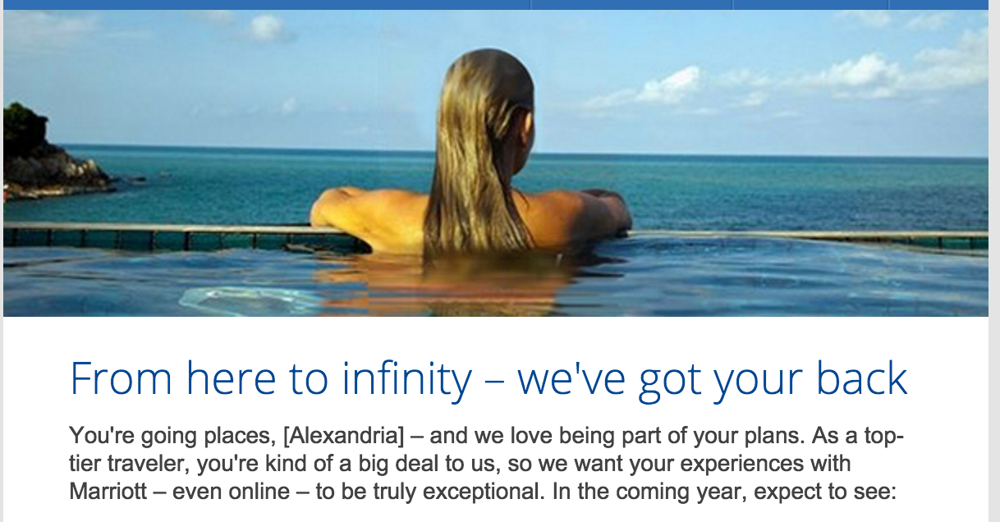 From here to infinity – we've got your back
You're going places, [Alexandria] – and we love being part of your plans. As a top-
tier traveler, you're kind of a big deal to us, so we want your experiences with
Marriott – even online – to be truly exceptional. In the coming year, expect to see: